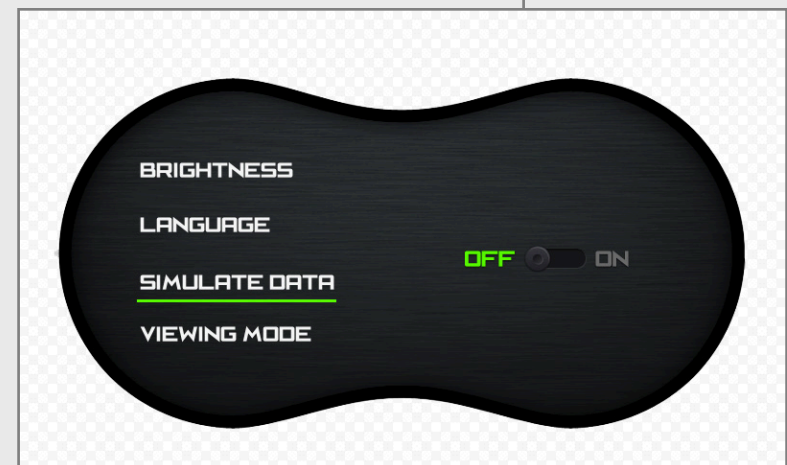 BRIGHTNESS
LANGUAGE
OFF ON
SIMULATE DATA
VIEWING MODE